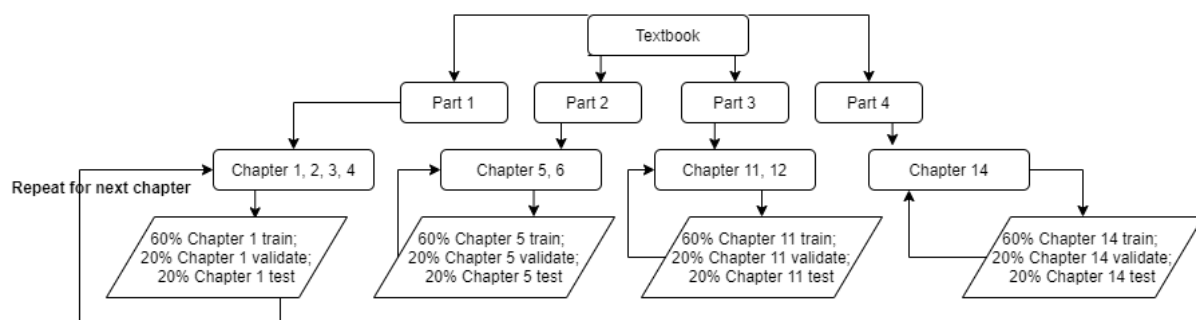 Textbook
Part 1
Part 2
Part 3
Part 4
Chapter 1, 2, 3, 4
Chapter 5, 6
Chapter 11, 12
Chapter 14
Repeat for next chapter
60% Chapter 1 train;
20% Chapter 1 validate;
20% Chapter 1 test
60% Chapter 5 train;
20% Chapter 5 validate;
20% Chapter 5 test
60% Chapter 11 train;
20% Chapter 11 validate;
20% Chapter 11 test
60% Chapter 14 train;
20% Chapter 14 validate;
20% Chapter 14 test